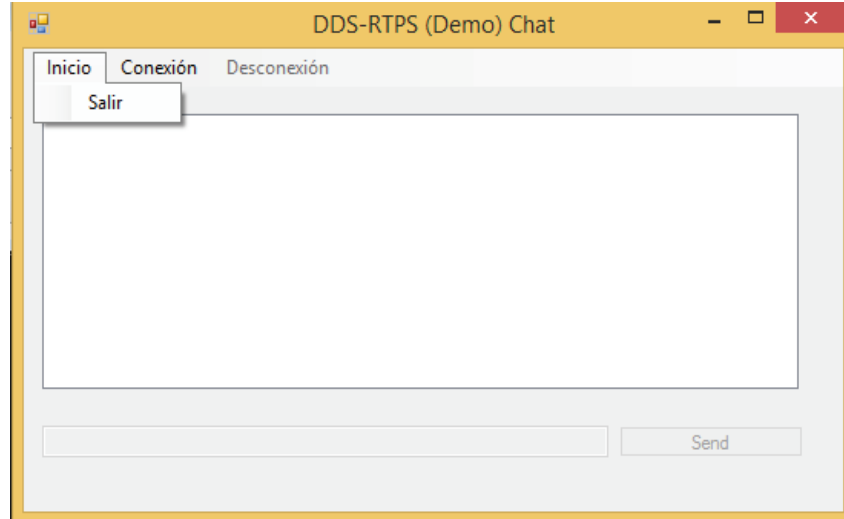 DDS-RTPS (Demo) Chat
Inicio Conexión Desconexión
Salir
Send